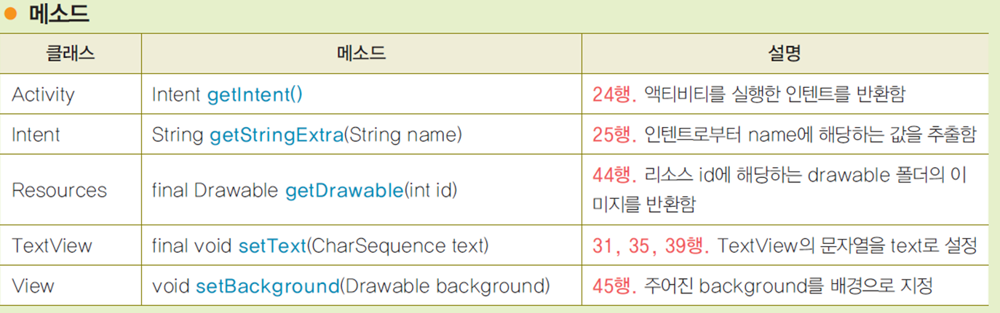 ● 메소드
클래스 메소드 설명
Activity Intent getIntent() 24행. 액티비티를 실행한 인텐트를 반환함
Intent String getStringExtra(String name) 25행. 인텐트로부터 name에 해당하는 값을 추출함
Resources final Drawable getDrawable(int id) 44행. 리소스 id에 해당하는 drawable 폴더의 이
미지를 반환함
TextView final void setText(CharSequence text) 31, 35, 39행. TextView의 문자열을 text로 설정
View void setBackground(Drawable background) 45행. 주어진 background를 배경으로 지정